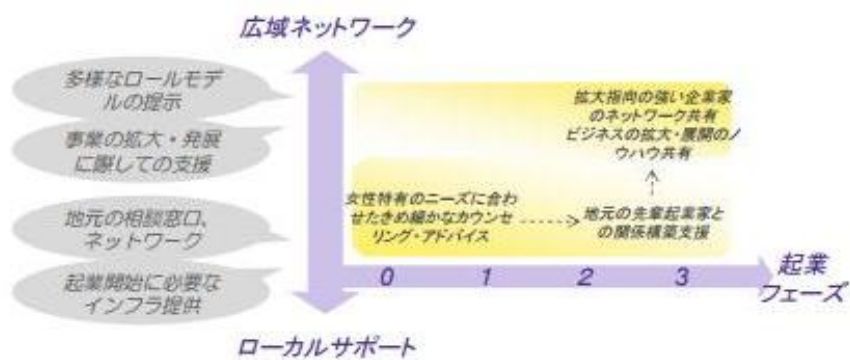 広域ネットワーク
多様なロールモデ
ルの提示
事業の拡大・発展
に際しての支援
地元の相談窓口、
ネットワーク
起業開始に必要な
インフラ提供
拡大指向の強い企業家
のネットワーク共有
ビジネスの拡大・展開のノ
ウハウ共有
女性特有のニーズに合わ
せたきめ細かなカウンセ
リング・アドバイス
地元の先輩起業家と
の関係構築支援
0 1 2 3
起業
フェーズ
ローカルサポート